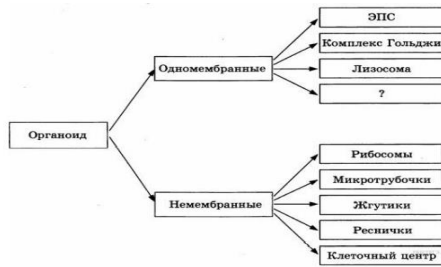 ЭПС
Комплекс Гольджи
Одномембранные
Лизосома
?
Органоид
Рибосомы
Микротрубочки
Немембранные
Жгутики
Реснички
Клеточный центр